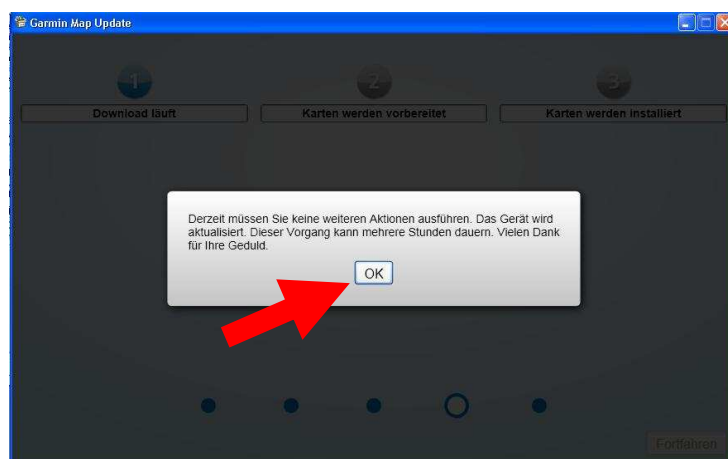 Garmin Map Update
1
2
3
Download läuft
Karten werden vorbereitet
Karten werden installiert
Derzeit müssen Sie keine weiteren Aktionen ausführen. Das Gerät wird
aktualisiert. Dieser Vorgang kann mehrere Stunden dauern. Vielen Dank
für Ihre Geduld.
OK
Fortfahren